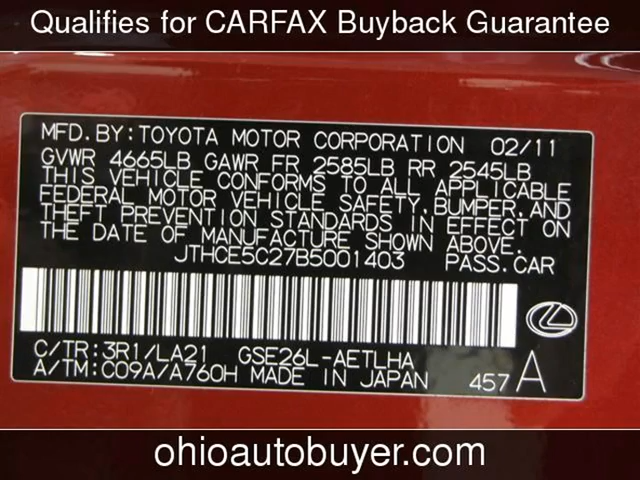 Qualifies for CARFAX Buyback Guarantee
MFD. BY: TOYOTA MOTOR CORPORATION 02/11
GVWR 4665LB GAWR FR 2585LB RR 2545LB
THIS VEHICLE CONFORMS TO ALL APPLICABLE
FEDERAL MOTOR VEHICLE SAFETY, BUMPER, AND
THEFT PREVENTION STANDARDS IN EFFECT ON
THE DATE OF MANUFACTURE SHOWN ABOVE.
JTHCE5C27B5001403 PASS. CAR
C/TR: 3R1/LA21 GSE26L-AETLHA
A/TM: C09A/A760H MADE IN JAPAN 457 A
ohioautobuyer.com